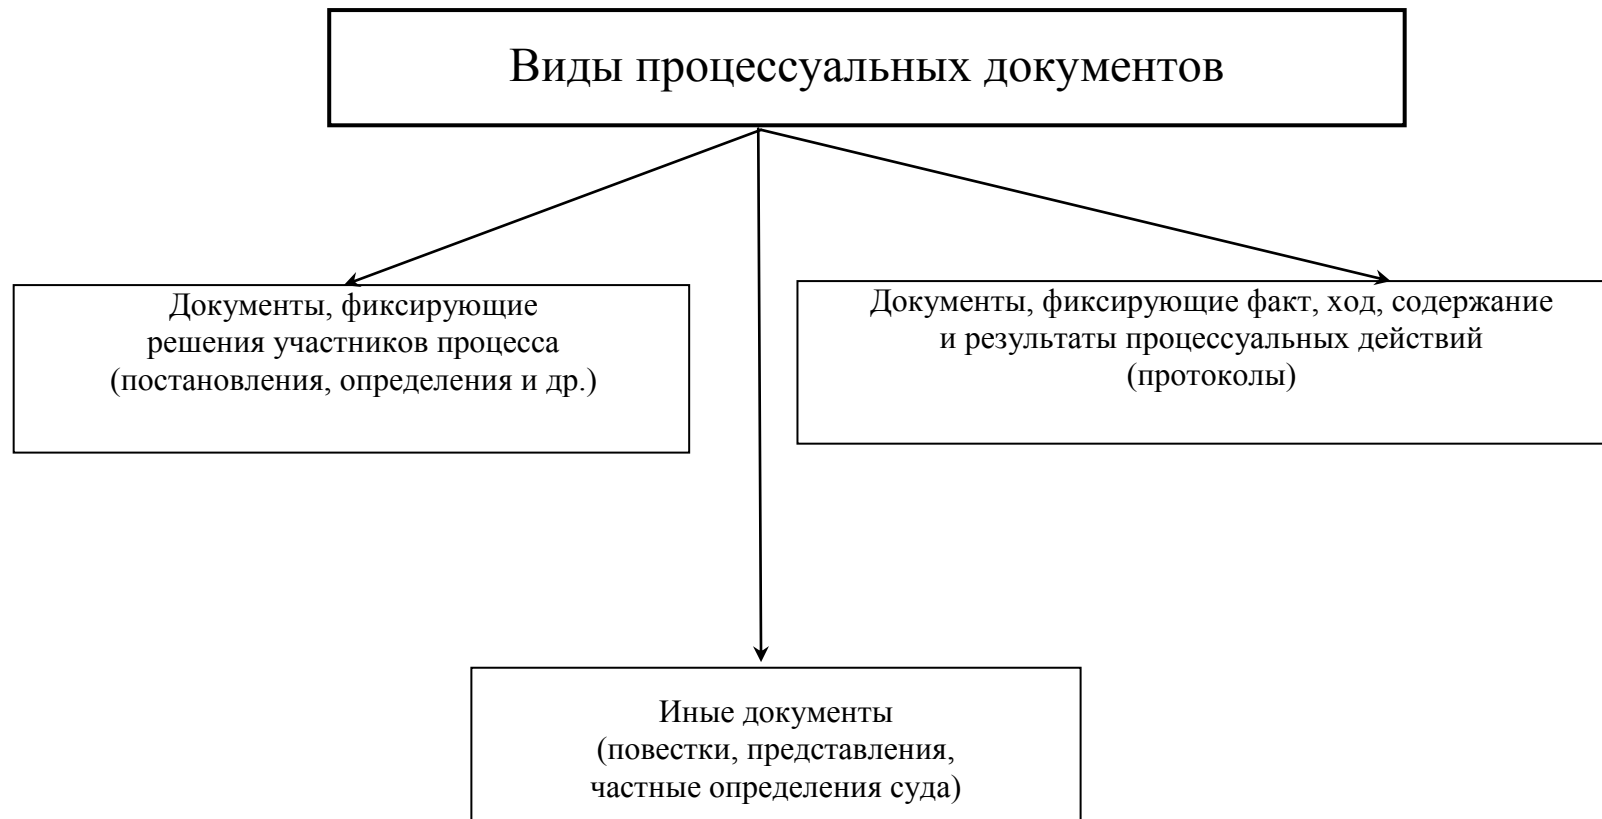 Виды процессуальных документов
Документы, фиксирующие
решения участников процесса
(постановления, определения и др.)
Документы, фиксирующие факт, ход, содержание
и результаты процессуальных действий
(протоколы)
Иные документы
(повестки, представления,
частные определения суда)